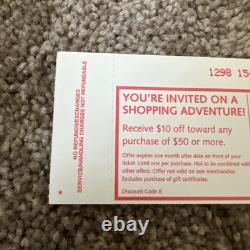 1298 15
NO REFUNDS/EXCHANGES
SERVICE/HANDLING CHARGES NOT REFUNDABLE
YOU'RE INVITED ON A
SHOPPING ADVENTURE!
Receive $10 off toward any
purchase of $50 or more.
Offer expires one month after date on front of your
ticket. Limit one per person. Not to be combined with
other offers. Offer not valid on sale merchandise.
Excludes purchase of gift certificates.
Discount Code 8
*